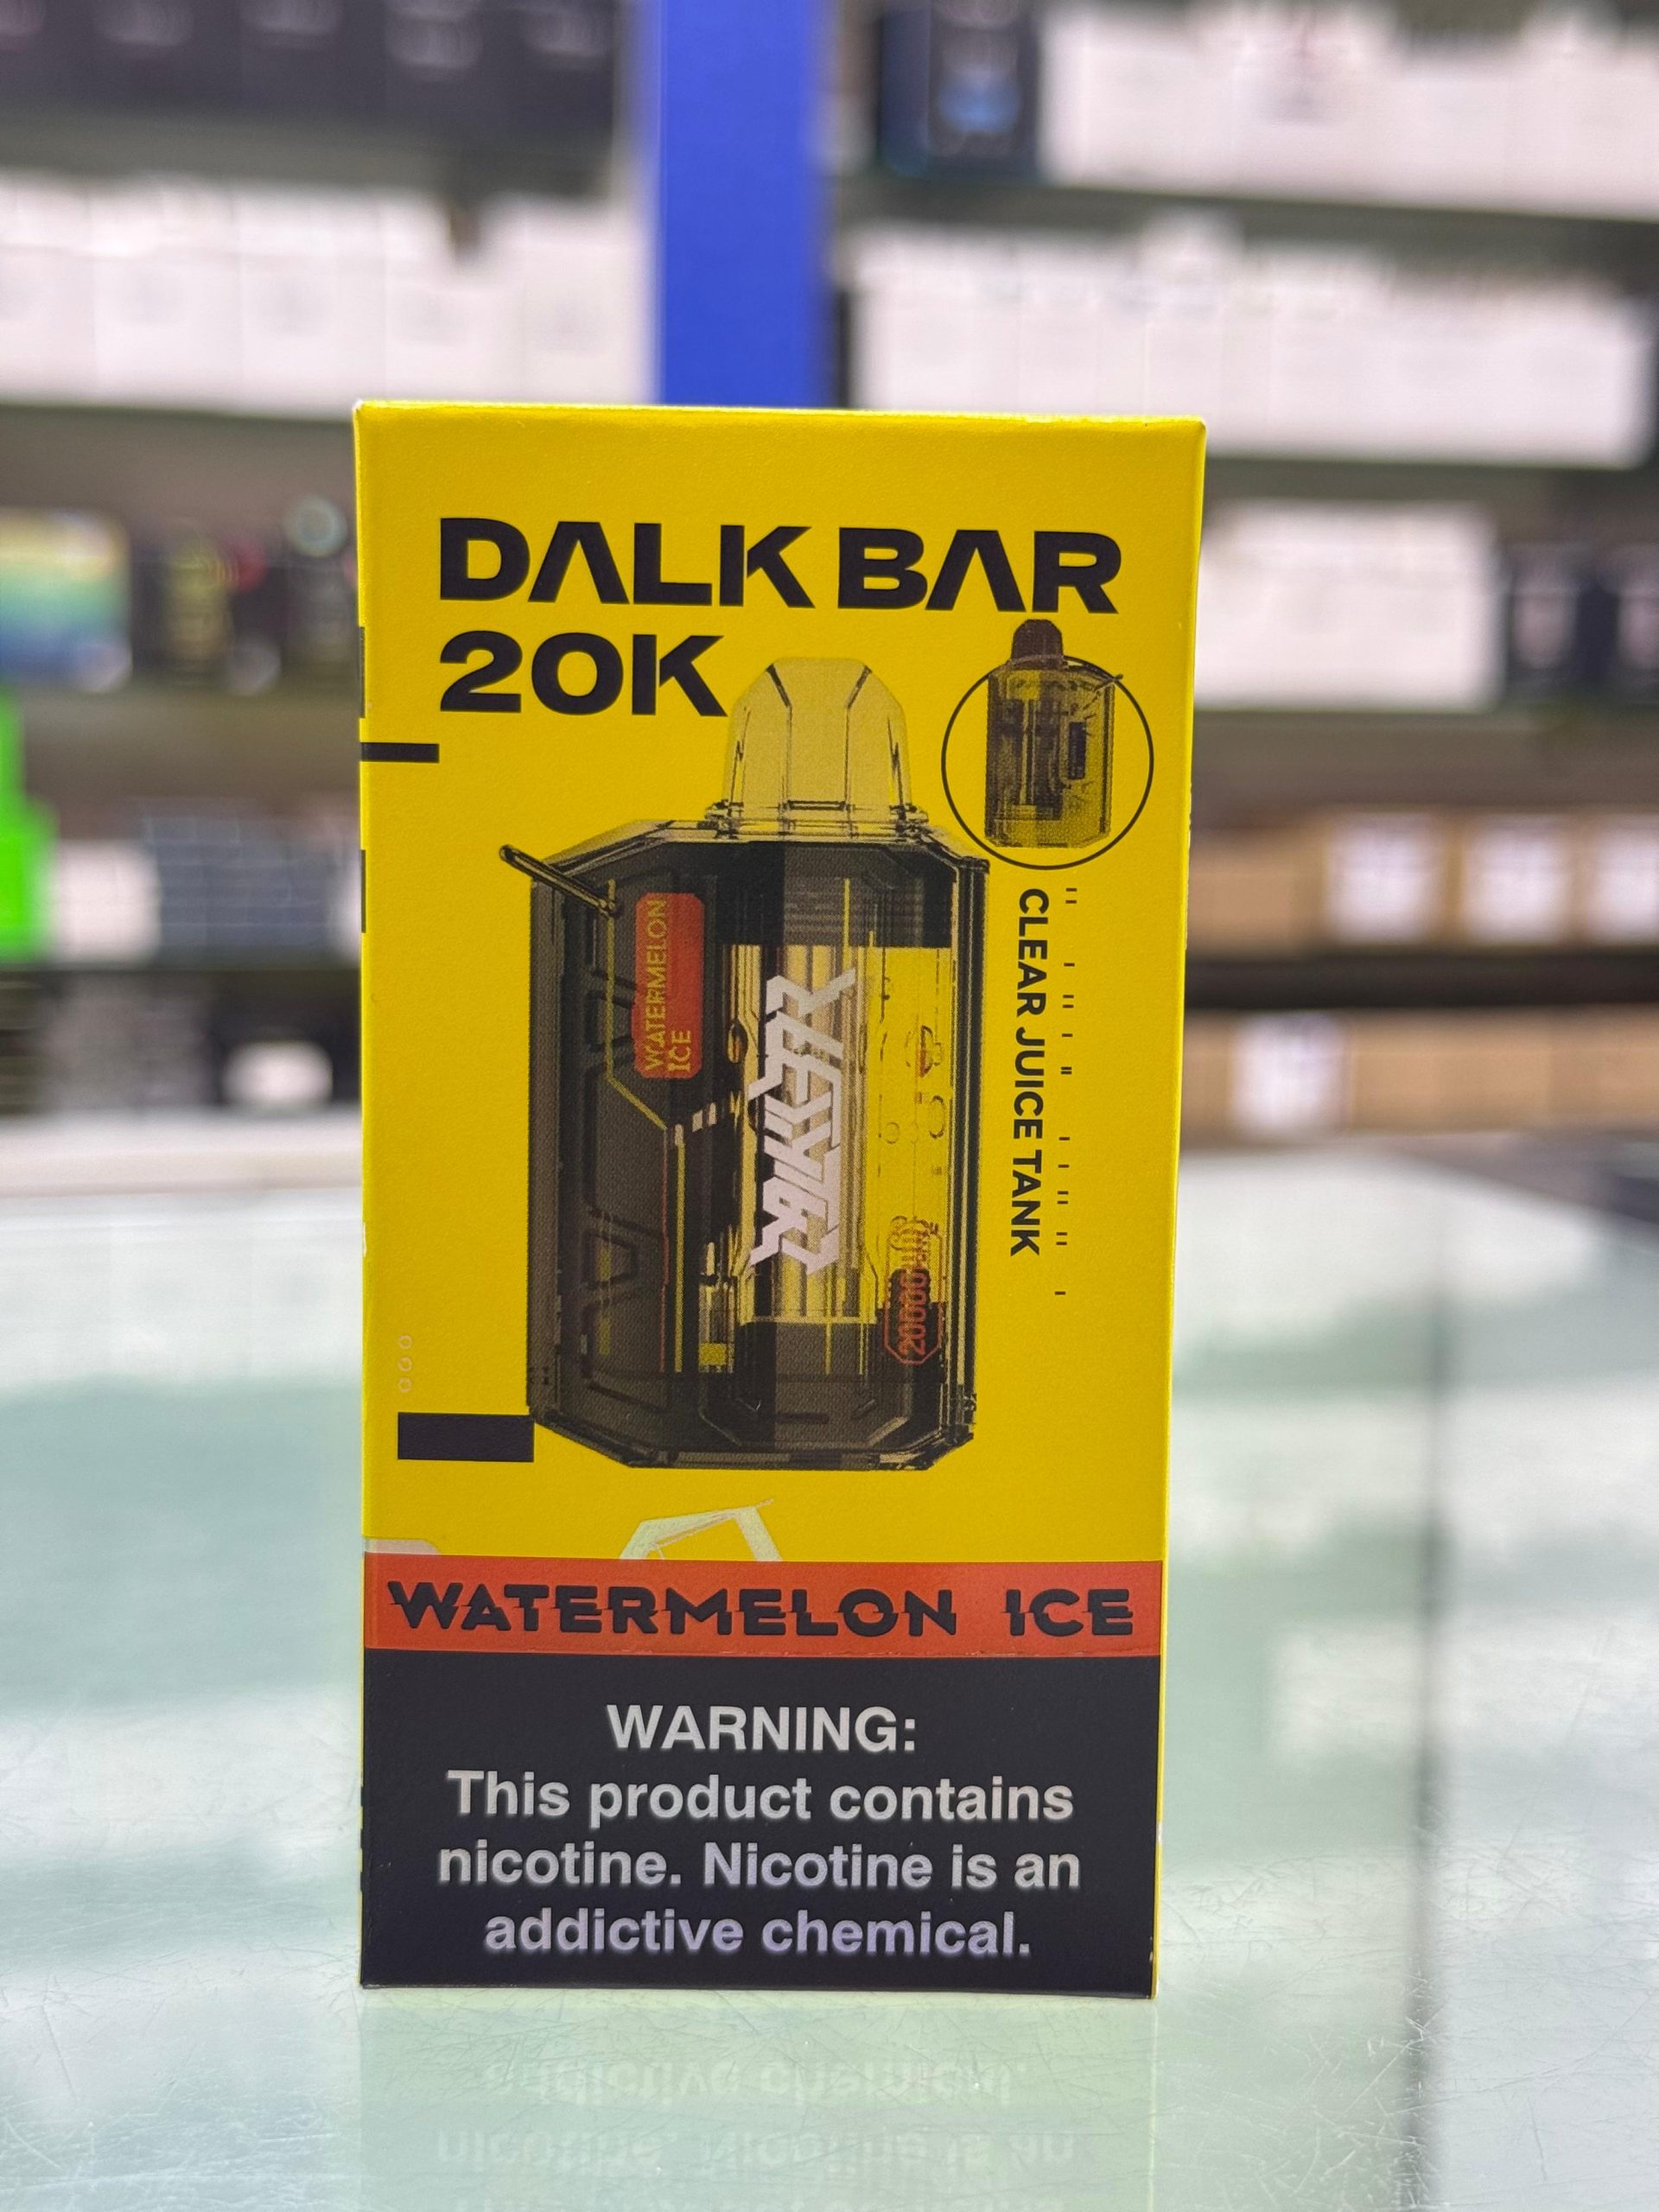 DALK BAR
20K
WATERMELON
ICE
CLEAR JUICE TANK
WATERMELON ICE
WARNING:
This product contains
nicotine. Nicotine is an
addictive chemical.